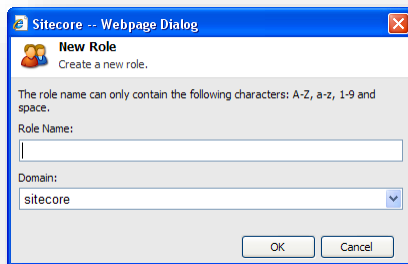 Sitecore -- Webpage Dialog
New Role
Create a new role.
The role name can only contain the following characters: A-Z, a-z, 1-9 and
space.
Role Name:
Domain:
sitecore
OK
Cancel